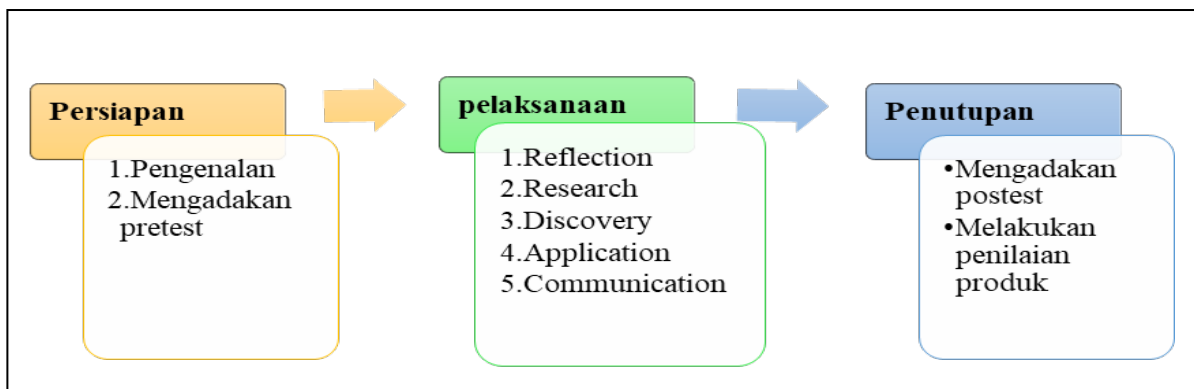 Persiapan
1.Pengenalan
2.Mengadakan
pretest
pelaksanaan
1.Reflection
2.Research
3.Discovery
4.Application
5.Communication
Penutupan
•Mengadakan
postest
•Melakukan
penilaian
produk